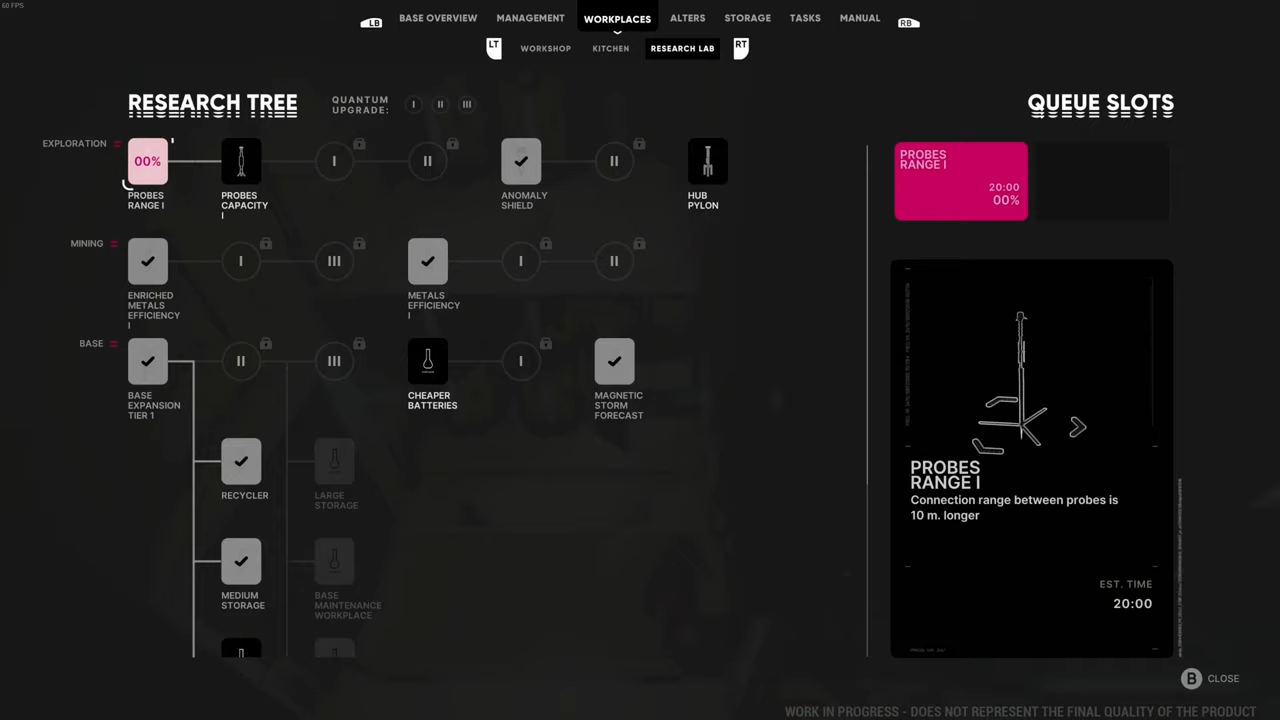 60 FPS
LB BASE OVERVIEW MANAGEMENT WORKPLACES ALTERS STORAGE TASKS MANUAL RB
LT WORKSHOP KITCHEN RESEARCH LAB RT
RESEARCH TREE
QUANTUM
UPGRADE:
I II III
QUEUE SLOTS
EXPLORATION
00%
I
II
II
PROBES
RANGE I
PROBES
CAPACITY
I
ANOMALY
SHIELD
HUB
PYLON
MINING
I
III
I
II
ENRICHED
METALS
EFFICIENCY
I
METALS
EFFICIENCY
I
BASE
II
III
I
BASE
EXPANSION
TIER 1
CHEAPER
BATTERIES
MAGNETIC
STORM
FORECAST
RECYCLER
LARGE
STORAGE
MEDIUM
STORAGE
BASE
MAINTENANCE
WORKPLACE
PROBES
RANGE I
20:00
00%
PROBES
RANGE I
Connection range between probes is
10 m. longer
EST. TIME
20:00
B CLOSE
WORK IN PROGRESS - DOES NOT REPRESENT THE FINAL QUALITY OF THE PRODUCT